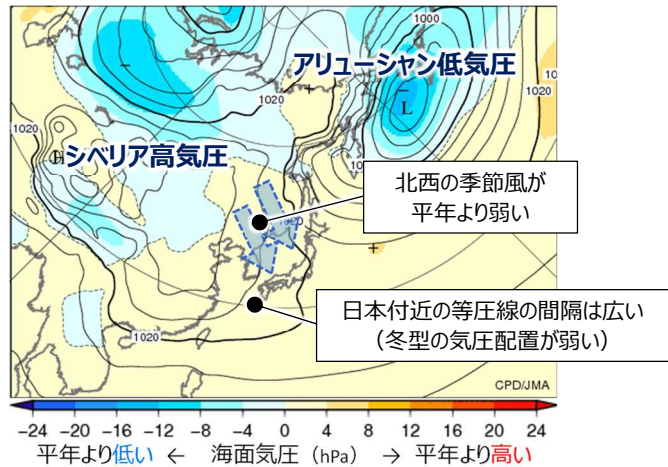 1000
アリューシャン低気圧
1020
L
1020
H
シベリア高気圧
北西の季節風が
平年より弱い
1020
日本付近の等圧線の間隔は広い
（冬型の気圧配置が弱い）
1020
CPD/JMA
−24 −20 −16 −12 −8 −4 0 4 8 12 16 20 24
平年より低い ← 海面気圧（hPa） → 平年より高い